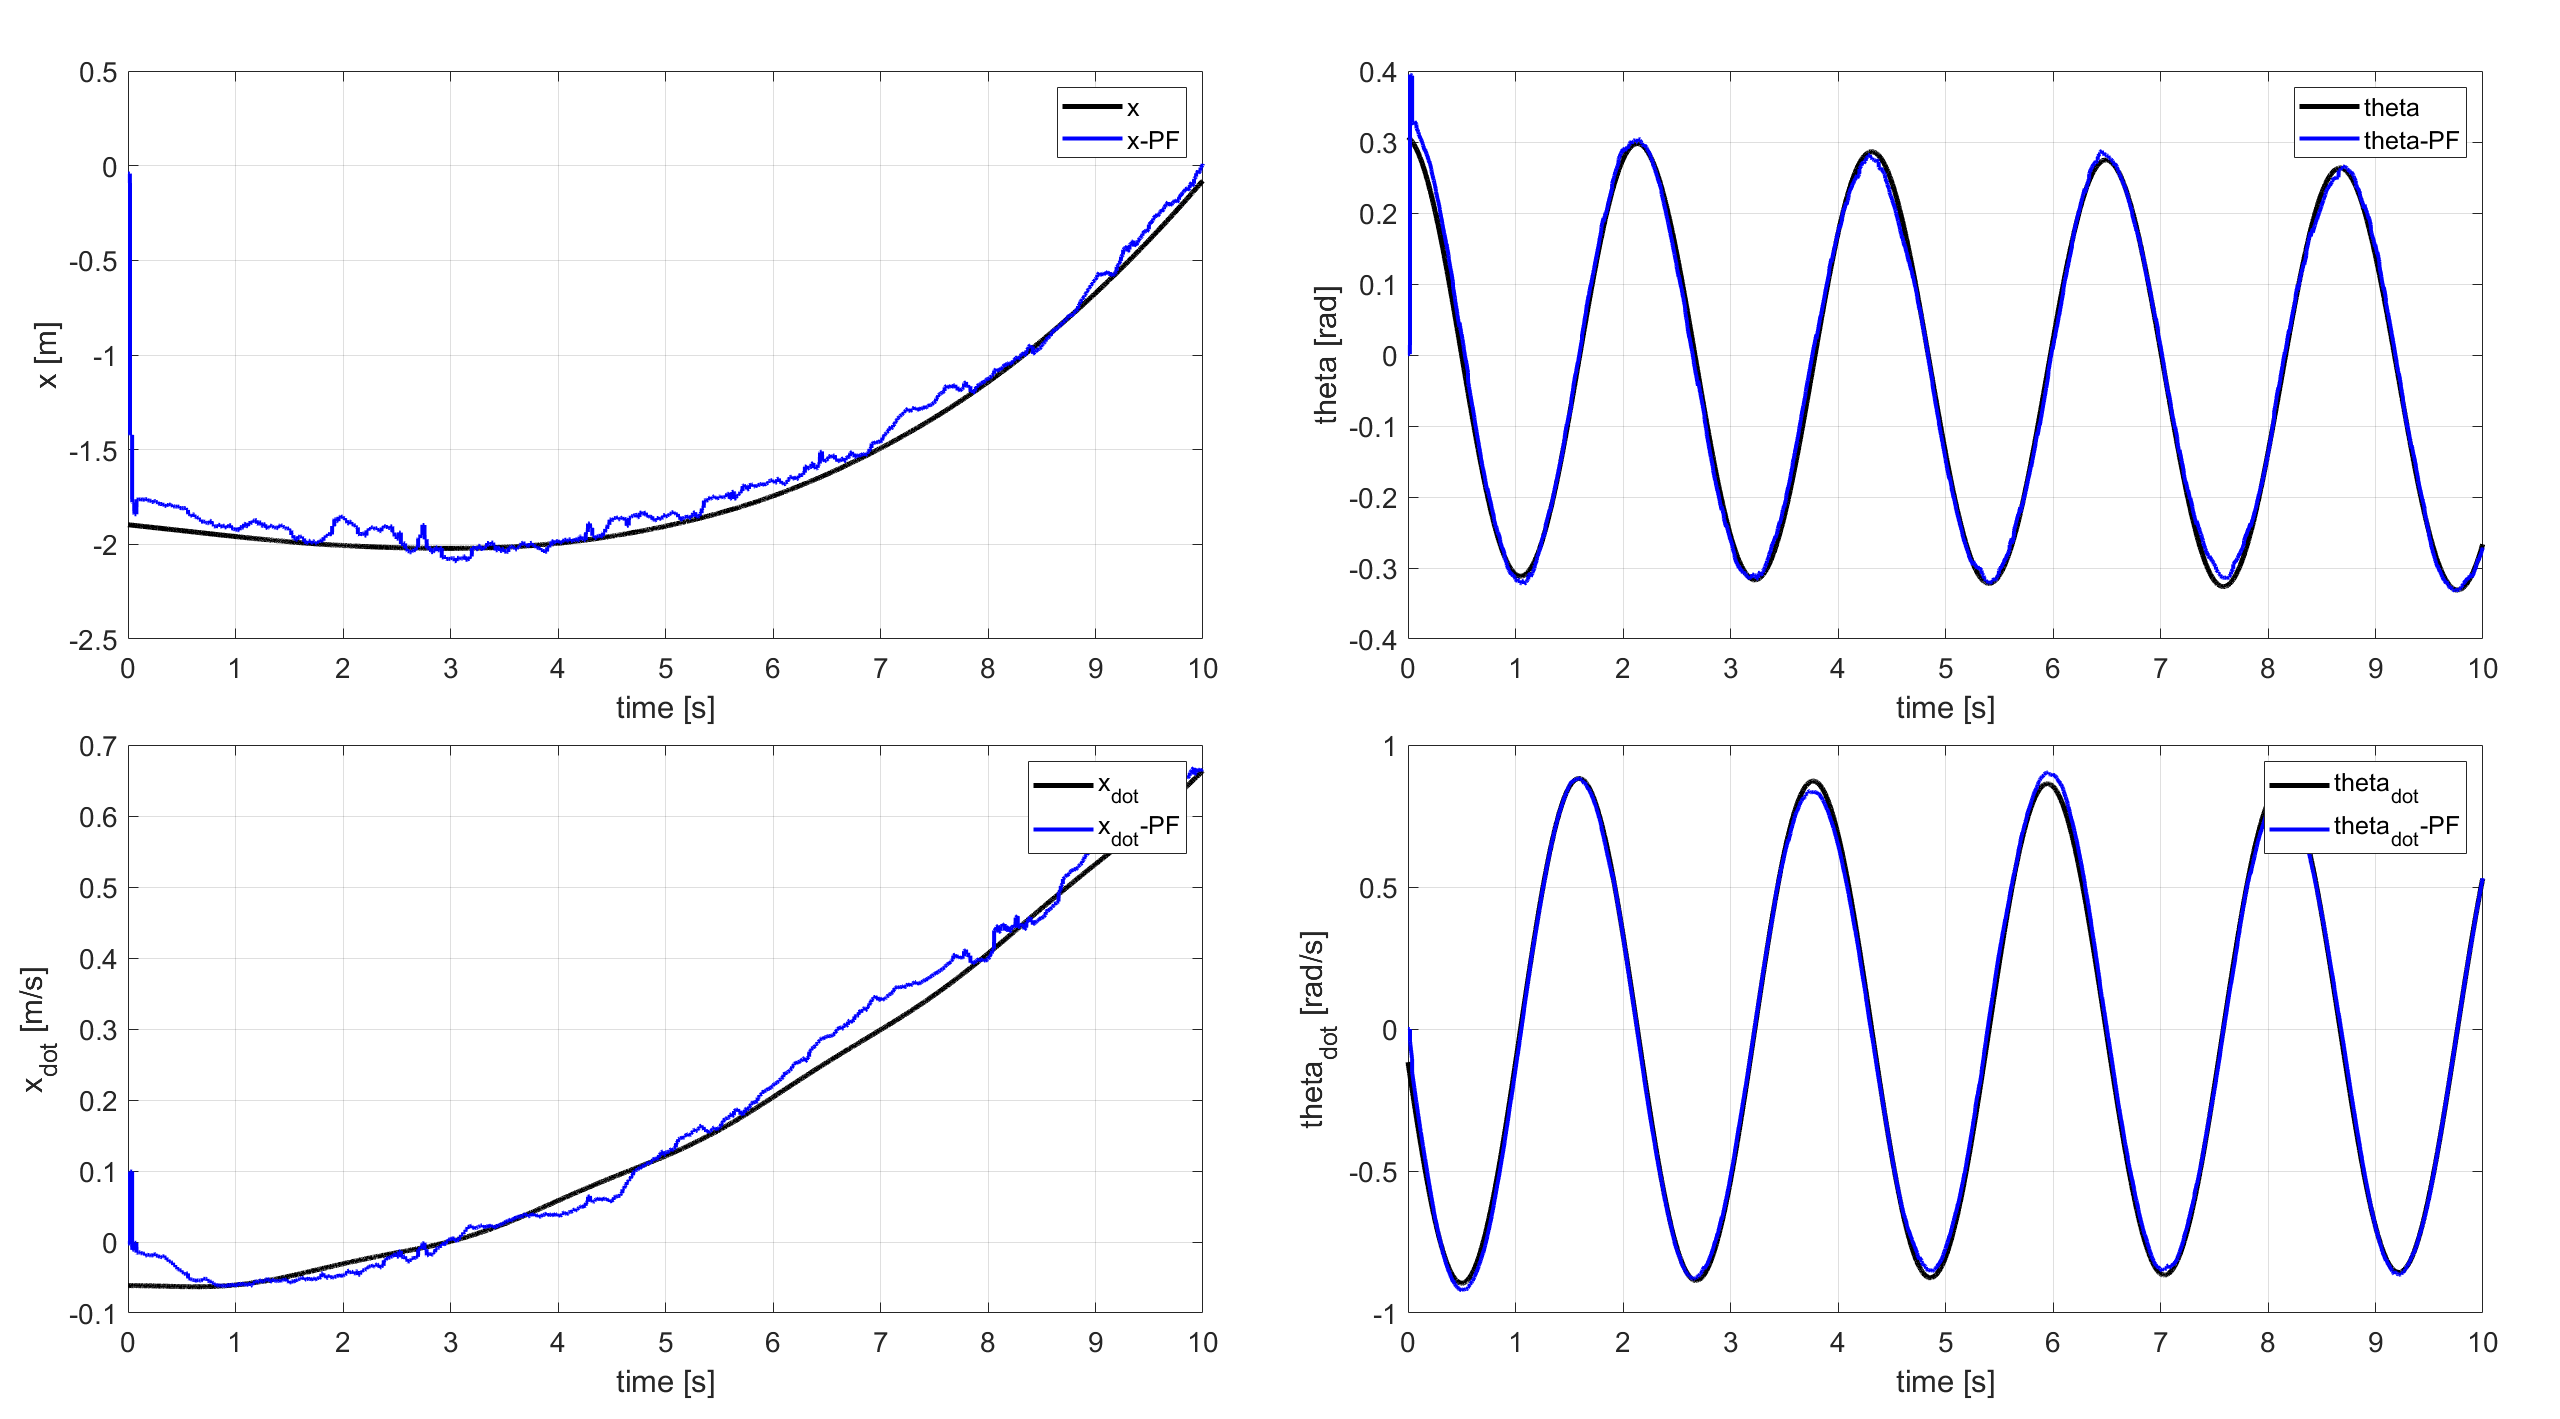 0.5
0
-0.5
-1
-1.5
-2
-2.5
x [m]
x
x-PF
0 1 2 3 4 5 6 7 8 9 10
time [s]
0.4
0.3
0.2
0.1
0
-0.1
-0.2
-0.3
-0.4
theta [rad]
theta
theta-PF
0 1 2 3 4 5 6 7 8 9 10
time [s]
0.7
0.6
0.5
0.4
0.3
0.2
0.1
0
-0.1
x_dot [m/s]
x_dot
x_dot-PF
0 1 2 3 4 5 6 7 8 9 10
time [s]
1
0.5
0
-0.5
-1
theta_dot [rad/s]
theta_dot
theta_dot-PF
0 1 2 3 4 5 6 7 8 9 10
time [s]